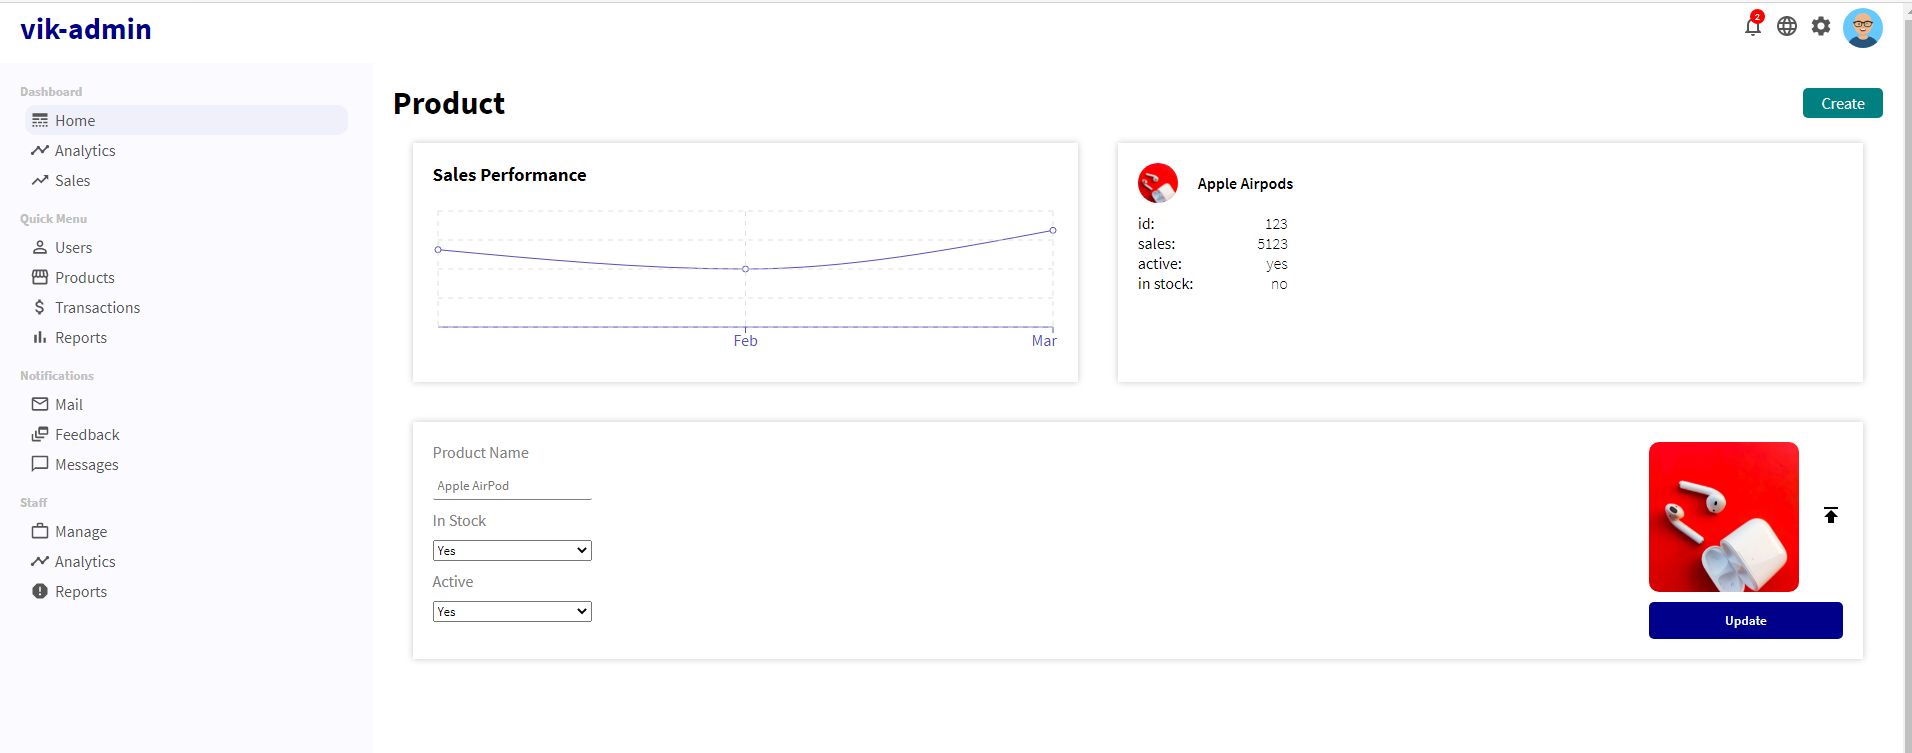 vik-admin
2
Dashboard
Home
Analytics
Sales
Quick Menu
Users
Products
Transactions
Reports
Notifications
Mail
Feedback
Messages
Staff
Manage
Analytics
Reports
Product
Create
Sales Performance
Feb Mar
Apple Airpods
id: 123
sales: 5123
active: yes
in stock: no
Product Name
Apple AirPod
In Stock
Yes
Active
Yes
Update